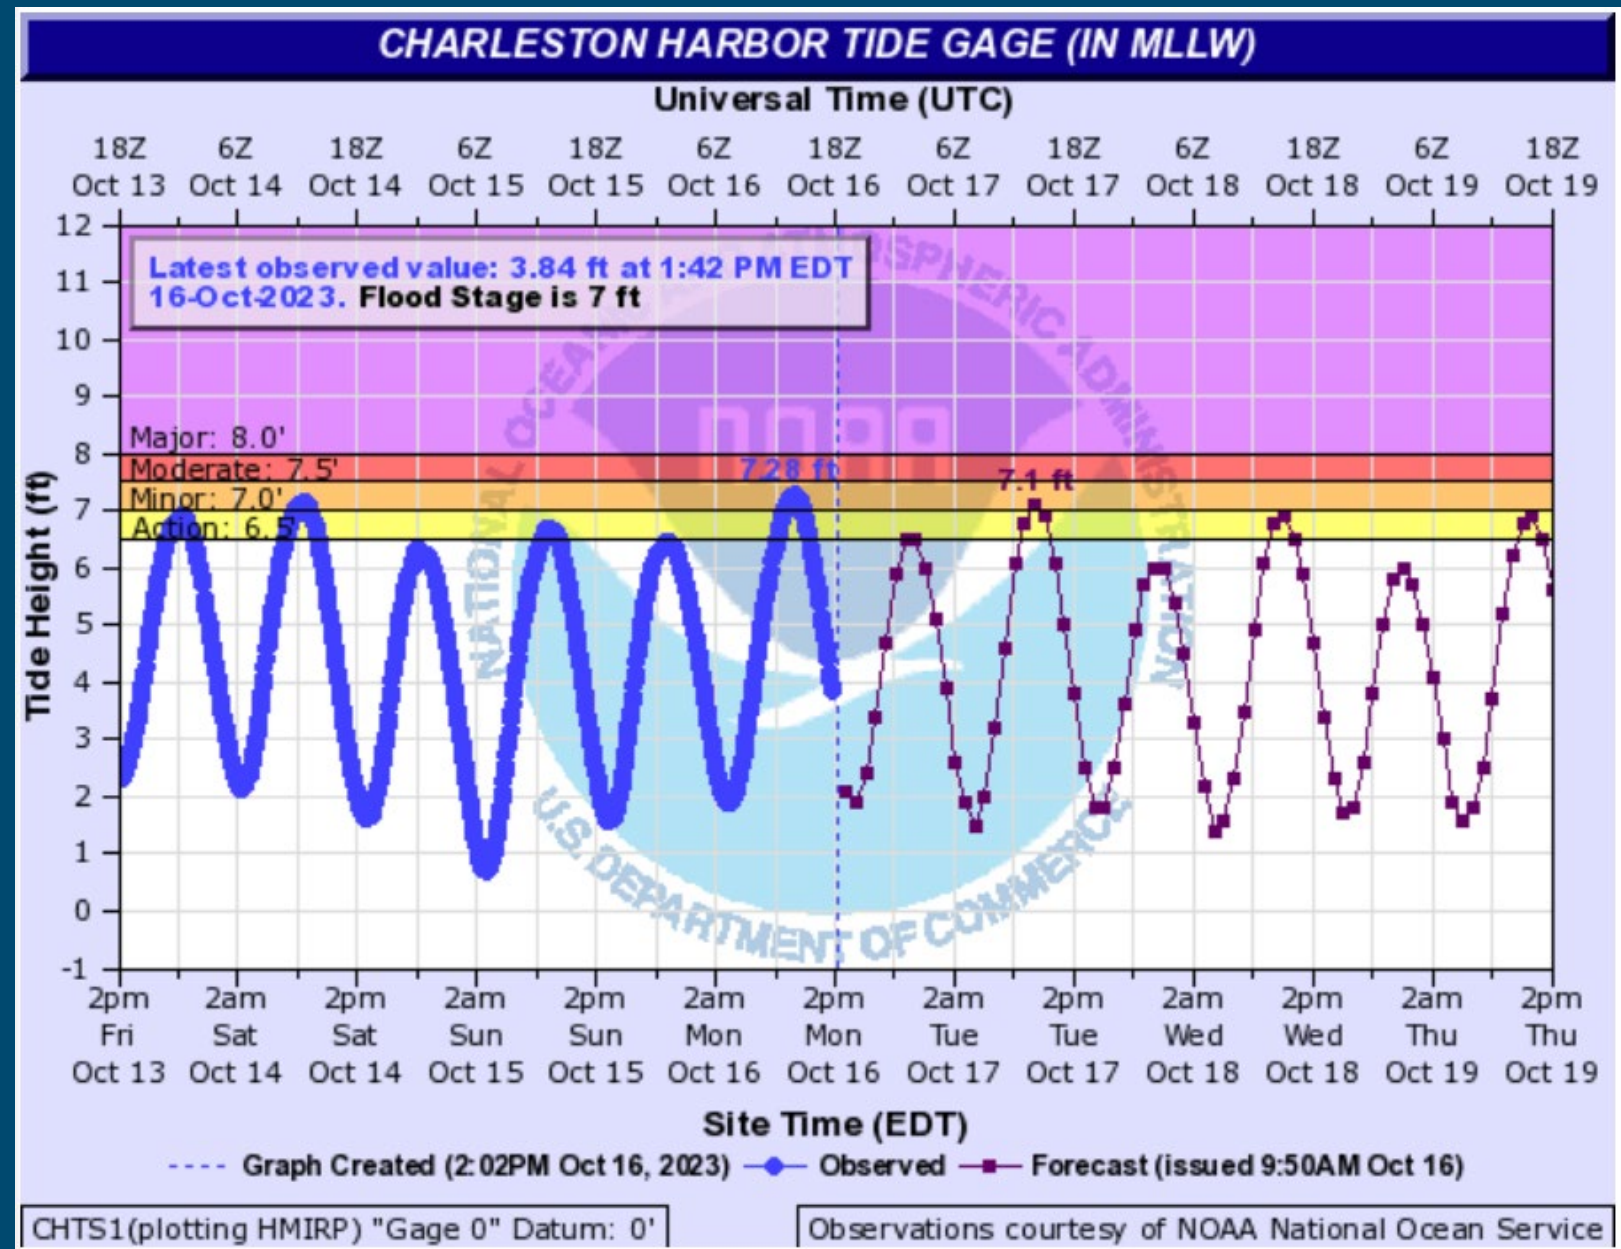 CHARLESTON HARBOR TIDE GAGE (IN MLLW)
Universal Time (UTC)
18Z 6Z 18Z 6Z 18Z 6Z 18Z 6Z 18Z 6Z 18Z 6Z 18Z
Oct 13 Oct 14 Oct 14 Oct 15 Oct 15 Oct 16 Oct 16 Oct 17 Oct 17 Oct 18 Oct 18 Oct 19 Oct 19
Latest observed value: 3.84 ft at 1:42 PM EDT
16-Oct-2023. Flood Stage is 7 ft
12
11
10
9
8
7
6
5
4
3
2
1
0
-1
Tide Height (ft)
Major: 8.0'
Moderate: 7.5'
Minor: 7.0'
Action: 6.5'
7.28 ft
7.1 ft
NATIONAL OCEANIC AND ATMOSPHERIC ADMINISTRATION
NOAA
U.S. DEPARTMENT OF COMMERCE
2pm 2am 2pm 2am 2pm 2am 2pm 2am 2pm 2am 2pm 2am 2pm
Fri Sat Sat Sun Sun Mon Mon Tue Tue Wed Wed Thu Thu
Oct 13 Oct 14 Oct 14 Oct 15 Oct 15 Oct 16 Oct 16 Oct 17 Oct 17 Oct 18 Oct 18 Oct 19 Oct 19
Site Time (EDT)
Graph Created (2:02PM Oct 16, 2023) Observed Forecast (issued 9:50AM Oct 16)
CHTS1(plotting HMIRP) "Gage 0" Datum: 0'
Observations courtesy of NOAA National Ocean Service